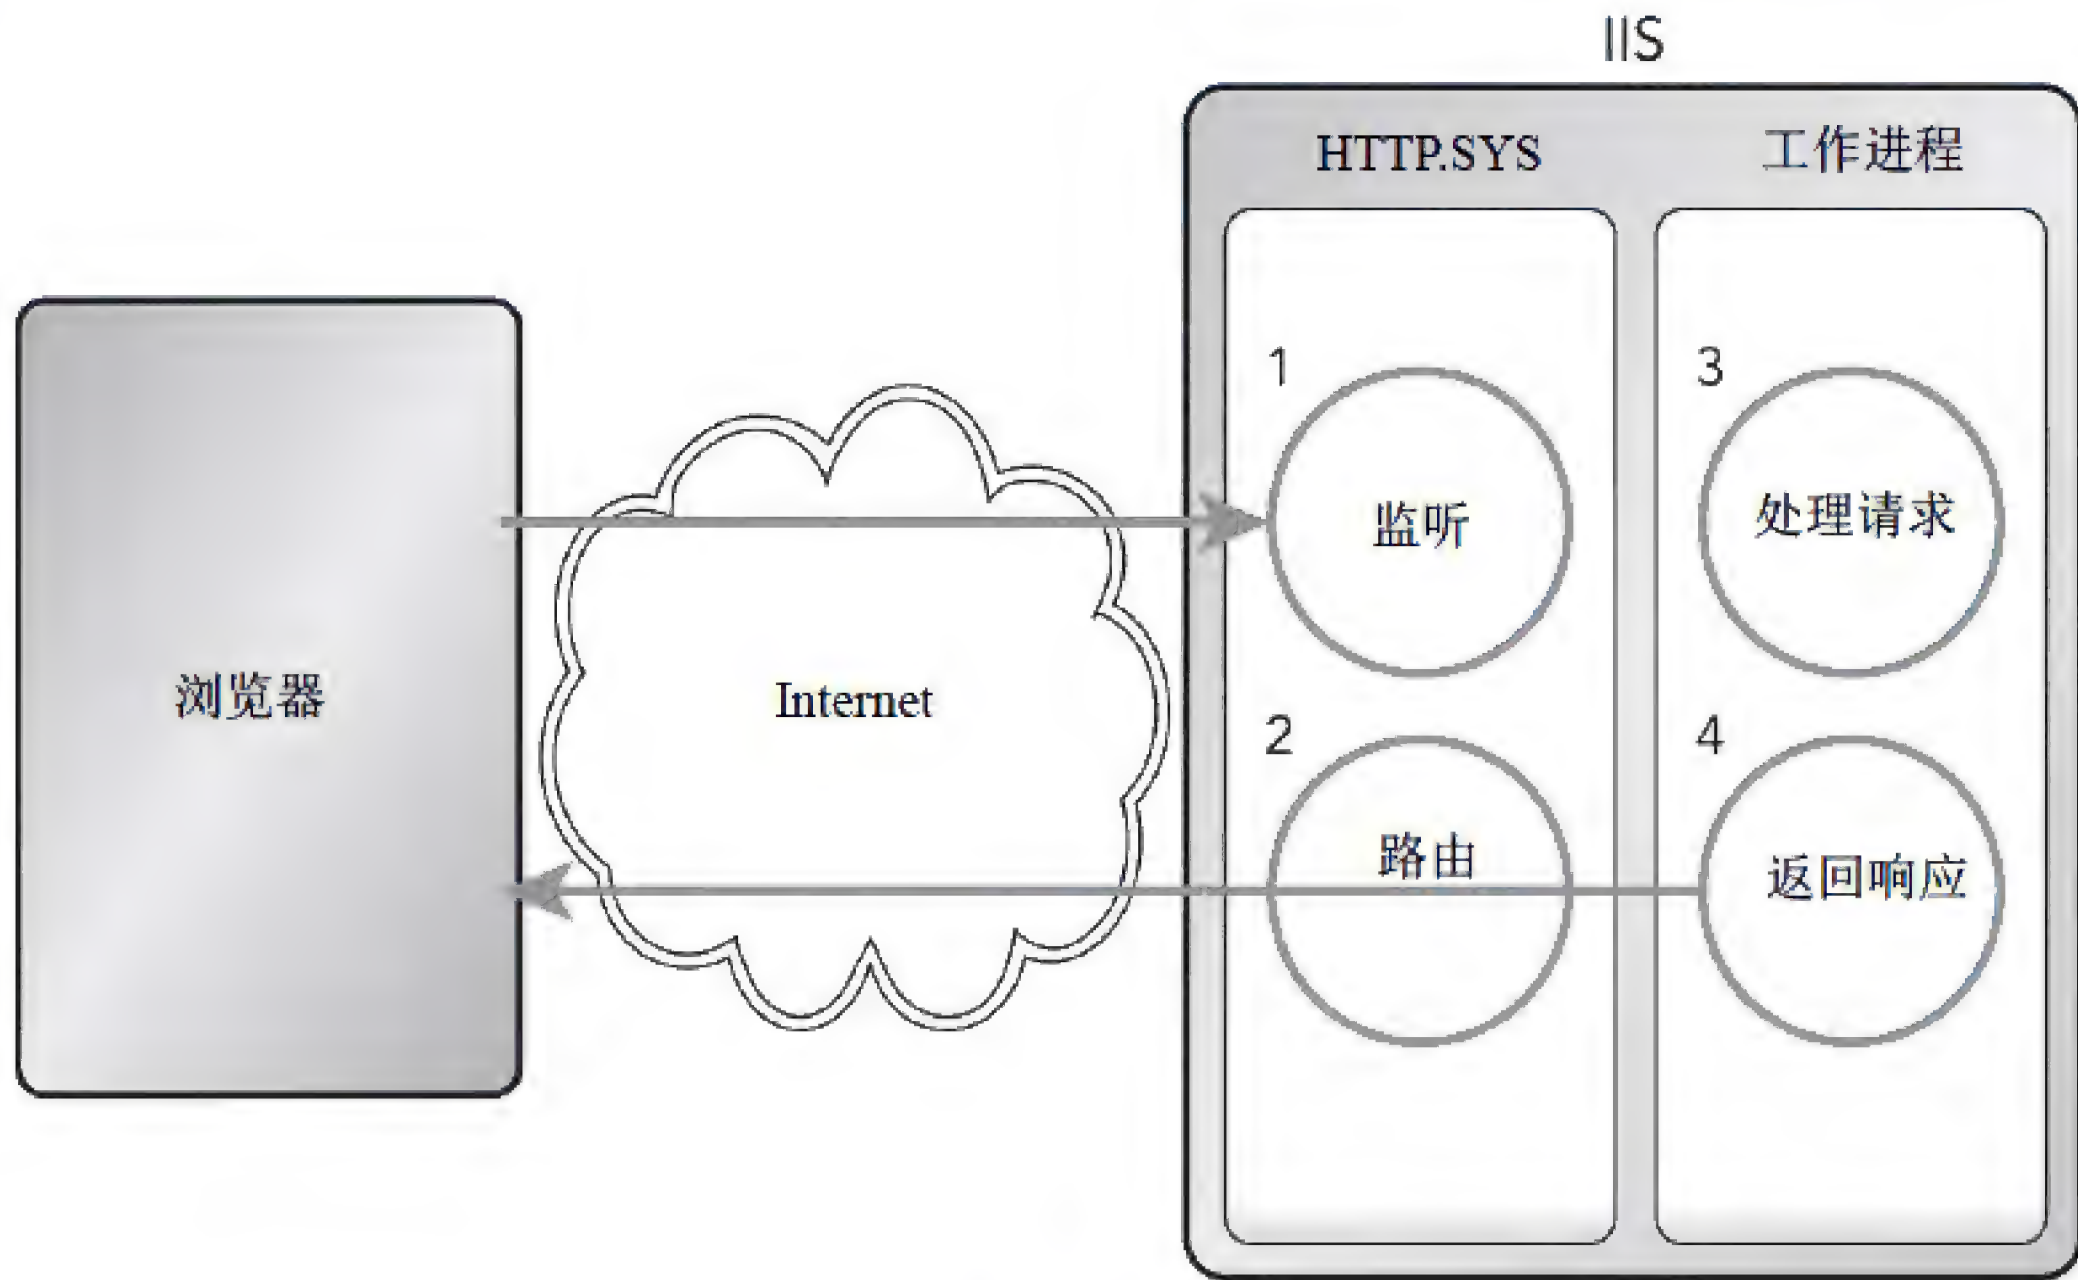 IIS
HTTP.SYS
工作进程
1
监听
3
处理请求
浏览器
Internet
2
路由
4
返回响应